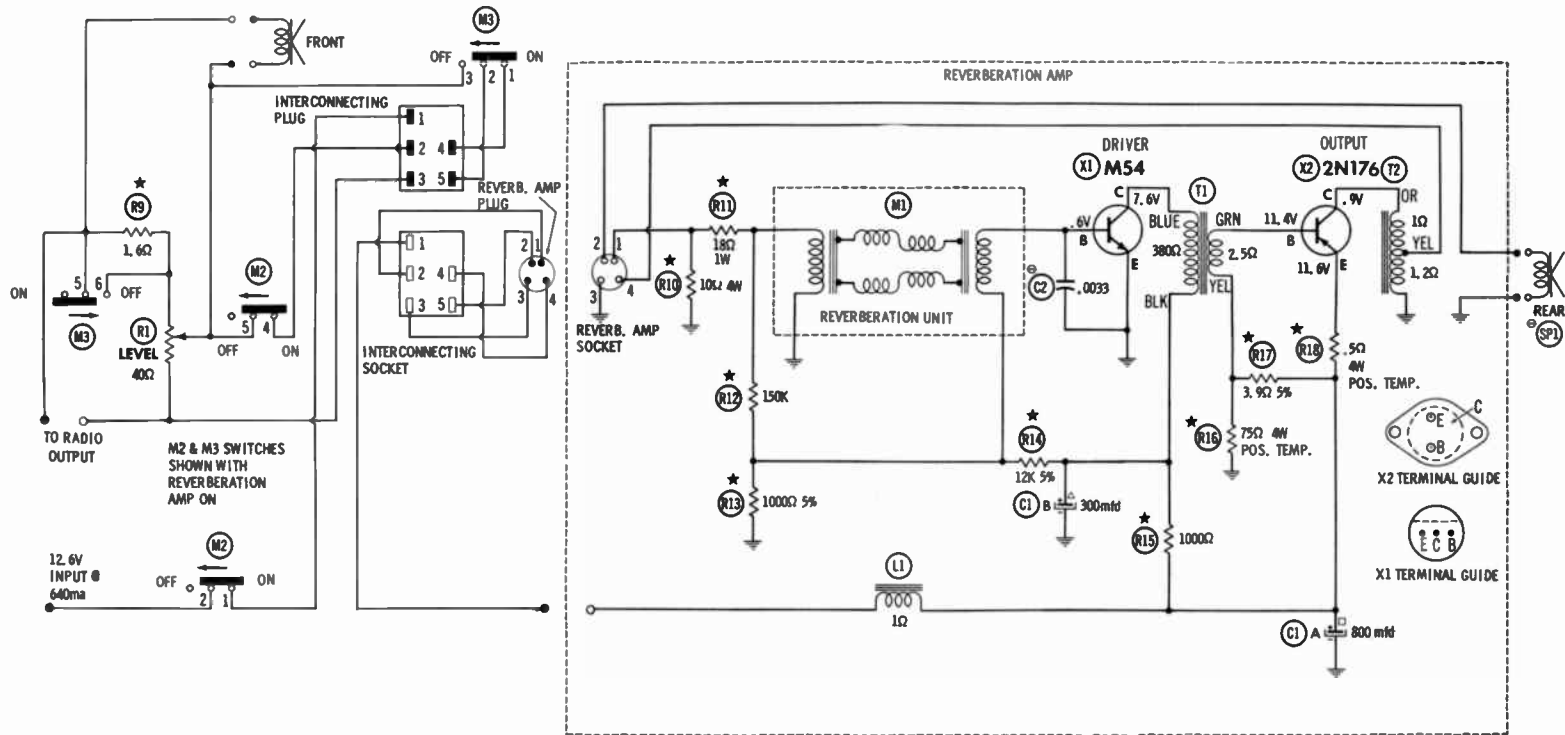 M3
FRONT
OFF
ON
3
2
1
INTERCONNECTING
PLUG
1
2
4
3
5
REVERB. AMP
PLUG
★
R9
1,6Ω
ON
5
6
OFF
M3
R1
LEVEL
40Ω
M2
5
4
OFF
ON
1
2
4
3
5
2
1
3
4
INTERCONNECTING
SOCKET
TO RADIO
OUTPUT
M2 & M3 SWITCHES
SHOWN WITH
REVERBERATION
AMP ON
12.6V
INPUT @
640ma
M2
OFF
ON
2
1
REVERBERATION AMP
2
1
3
4
REVERB. AMP
SOCKET
★
R11
18Ω
1W
★
R10
10Ω 4W
M1
REVERBERATION UNIT
DRIVER
X1 M54
C
7.6V
.6V
B
E
C2
.0033
T1
BLUE
380Ω
BLK
GRN
2.5Ω
YEL
OUTPUT
X2 2N176 T2
C
.9V
11.4V
B
11.6V
E
OR
1Ω
YEL
1.2Ω
REAR
SP1
★
R12
150K
★
R13
1000Ω 5%
★
R14
12K 5%
C1 B
300mfd
★
R15
1000Ω
★
R16
75Ω 4W
POS. TEMP.
★
R17
3.9Ω 5%
★
R18
.5Ω
4W
POS. TEMP.
C
E
B
X2 TERMINAL GUIDE
E C B
X1 TERMINAL GUIDE
L1
1Ω
C1 A
800 mfd